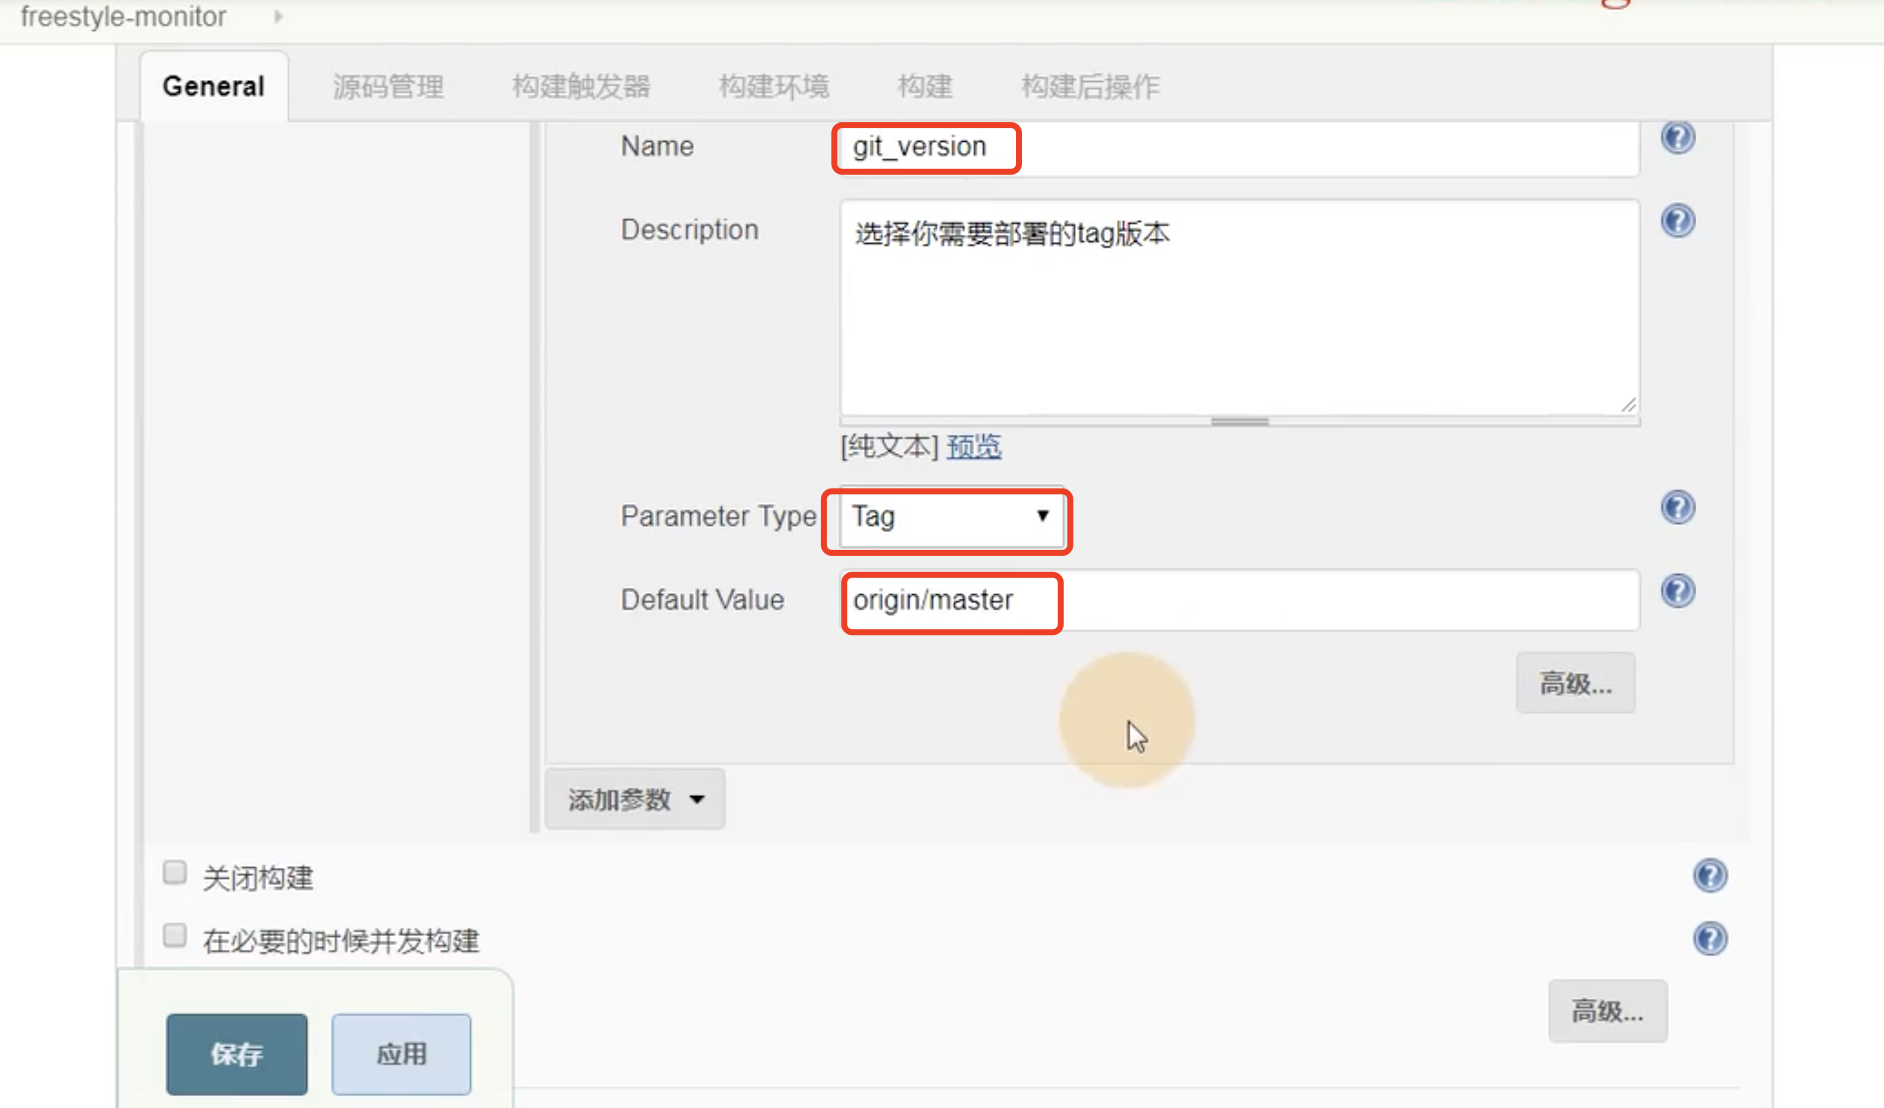 freestyle-monitor
General 源码管理 构建触发器 构建环境 构建 构建后操作
Name git_version
Description 选择你需要部署的tag版本
[纯文本] 预览
Parameter Type Tag
Default Value origin/master
高级...
添加参数
关闭构建
在必要的时候并发构建
高级...
保存 应用